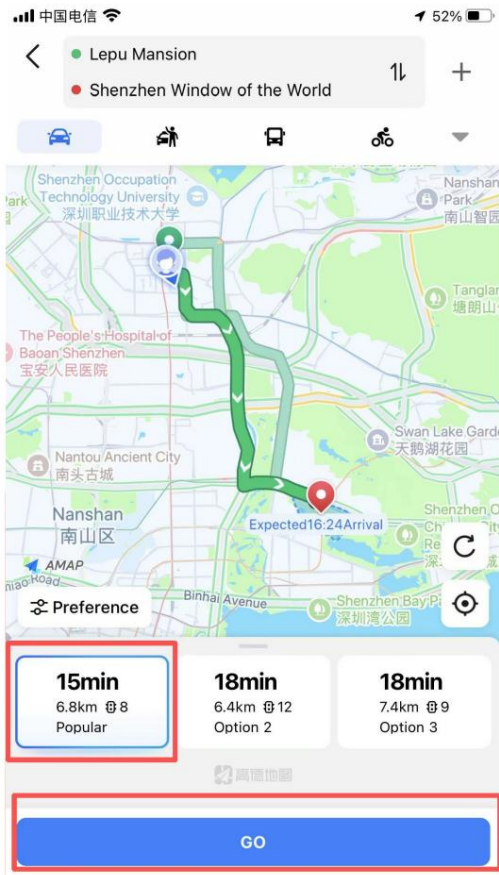 中国电信
52%
Lepu Mansion
Shenzhen Window of the World
Shenzhen Occupation
Technology University
深圳职业技术大学
Nanshan
Park
南山智园
Tanglan
塘朗山
The People's Hospital of
Baoan Shenzhen
宝安人民医院
Swan Lake Garde
天鹅湖花园
Nantou Ancient City
南头古城
Nanshan
南山区
Expected16:24Arrival
Shenzhen O
AMAP
Road
Binhai Avenue
Shenzhen Bay P
深圳湾公园
Preference
15min
6.8km 8
Popular
18min
6.4km 12
Option 2
18min
7.4km 9
Option 3
高德地图
GO